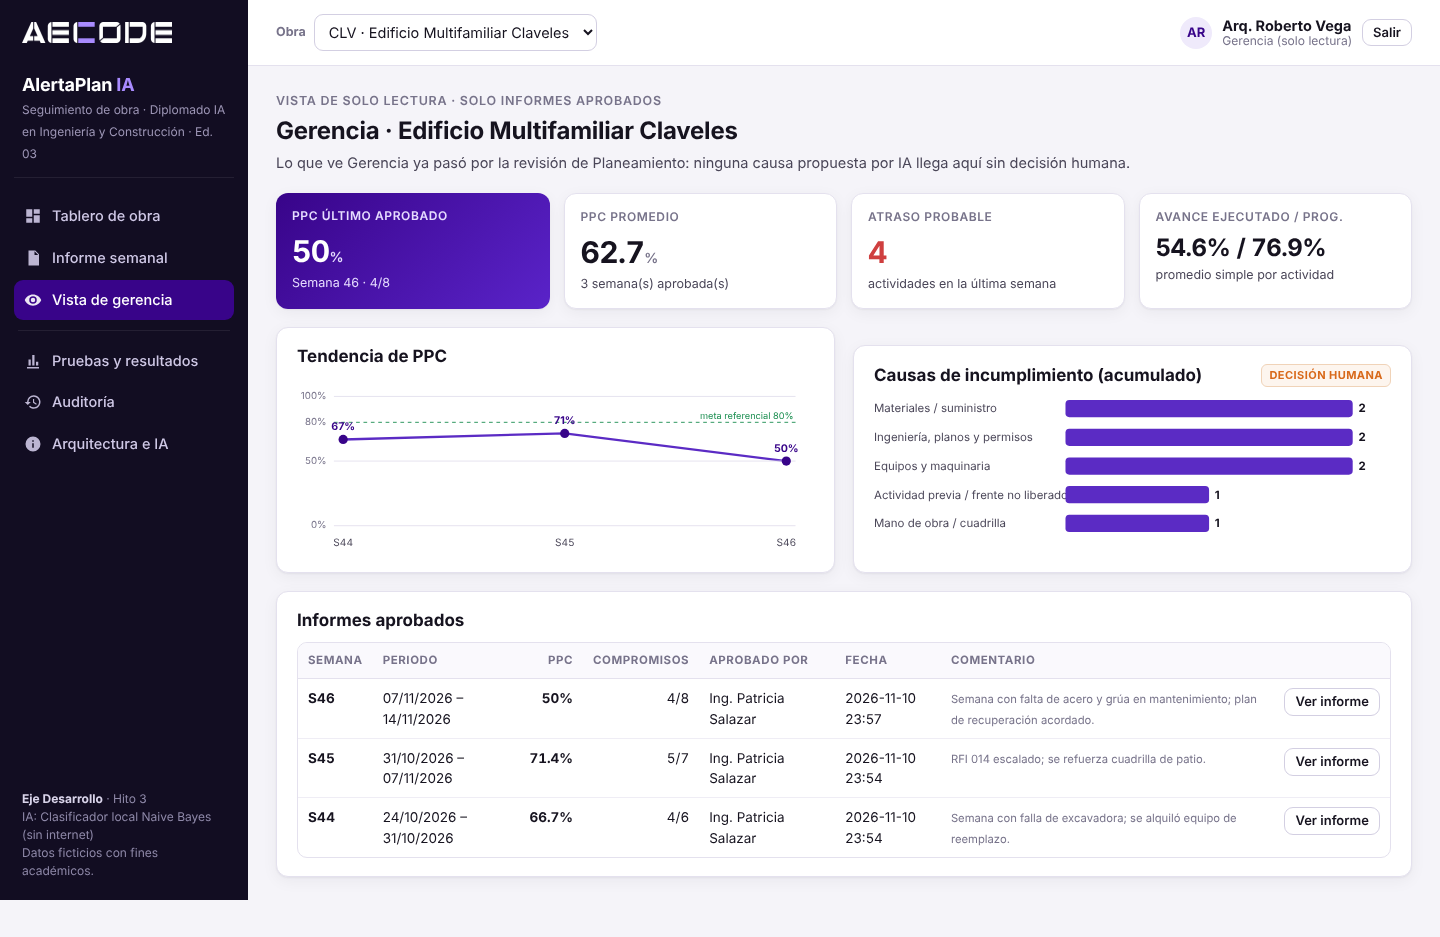 AECODE
AlertaPlan IA
Seguimiento de obra · Diplomado IA
en Ingeniería y Construcción · Ed.
03
Tablero de obra
Informe semanal
Vista de gerencia
Pruebas y resultados
Auditoría
Arquitectura e IA
Eje Desarrollo · Hito 3
IA: Clasificador local Naive Bayes
(sin internet)
Datos ficticios con fines
académicos.
Obra CLV · Edificio Multifamiliar Claveles
AR Arq. Roberto Vega
Gerencia (solo lectura)
Salir
VISTA DE SOLO LECTURA · SOLO INFORMES APROBADOS
Gerencia · Edificio Multifamiliar Claveles
Lo que ve Gerencia ya pasó por la revisión de Planeamiento: ninguna causa propuesta por IA llega aquí sin decisión humana.
PPC ÚLTIMO APROBADO
50%
Semana 46 · 4/8
PPC PROMEDIO
62.7%
3 semana(s) aprobada(s)
ATRASO PROBABLE
4
actividades en la última semana
AVANCE EJECUTADO / PROG.
54.6% / 76.9%
promedio simple por actividad
Tendencia de PPC
100%
meta referencial 80%
80% 67% 71%
50% 50%
0%
S44 S45 S46
Causas de incumplimiento (acumulado) DECISIÓN HUMANA
Materiales / suministro 2
Ingeniería, planos y permisos 2
Equipos y maquinaria 2
Actividad previa / frente no liberado 1
Mano de obra / cuadrilla 1
Informes aprobados
SEMANA PERIODO PPC COMPROMISOS APROBADO POR FECHA COMENTARIO
S46 07/11/2026 – 50% 4/8 Ing. Patricia 2026-11-10 Semana con falta de acero y grúa en mantenimiento; plan Ver informe
14/11/2026 Salazar 23:57 de recuperación acordado.
S45 31/10/2026 – 71.4% 5/7 Ing. Patricia 2026-11-10 RFI 014 escalado; se refuerza cuadrilla de patio. Ver informe
07/11/2026 Salazar 23:54
S44 24/10/2026 – 66.7% 4/6 Ing. Patricia 2026-11-10 Semana con falla de excavadora; se alquiló equipo de Ver informe
31/10/2026 Salazar 23:54 reemplazo.